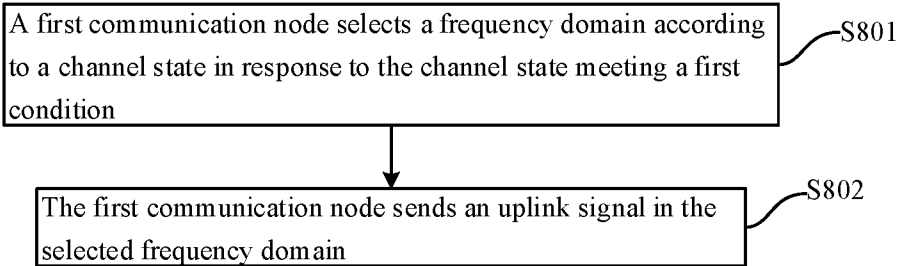 A first communication node selects a frequency domain according
to a channel state in response to the channel state meeting a first
condition
S801
The first communication node sends an uplink signal in the
selected frequency domain
S802